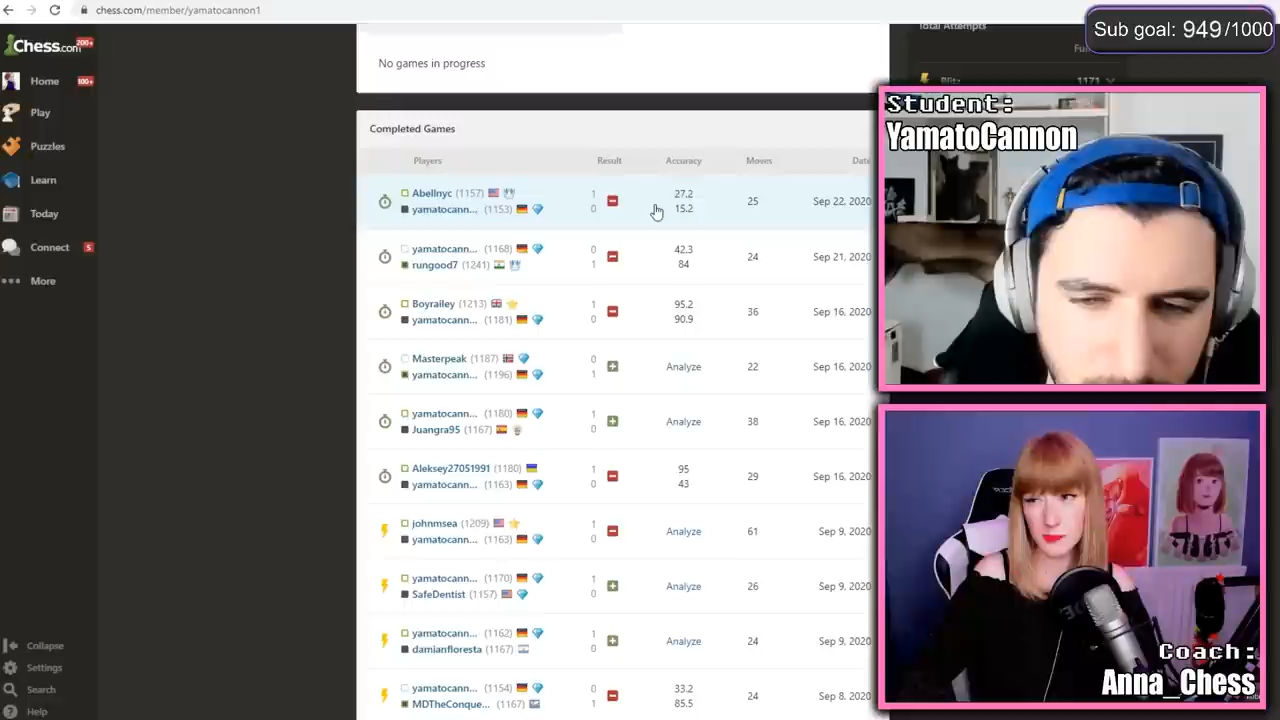 chess.com/member/yamatocannon1
Sub goal: 949/1000
Chess.com 200+
Home 100+
Play
Puzzles
Learn
Today
Connect 5
More
Collapse
Settings
Search
Help
No games in progress
Total Attempts
Blitz 1171
Completed Games
Players Result Accuracy Moves Date
Abellnyc (1157) 1 27.2
yamatocann... (1153) 0 15.2
25 Sep 22, 2020
yamatocann... (1168) 0 42.3
rungood7 (1241) 1 84
24 Sep 21, 2020
Boyrailey (1213) 1 95.2
yamatocann... (1181) 0 90.9
36 Sep 16, 2020
Masterpeak (1187) 0
yamatocann... (1196) 1
Analyze 22 Sep 16, 2020
yamatocann... (1180) 1
Juangra95 (1167) 0
Analyze 38 Sep 16, 2020
Aleksey27051991 (1180) 1 95
yamatocann... (1163) 0 43
29 Sep 16, 2020
johnmsea (1209) 1
yamatocann... (1163) 0
Analyze 61 Sep 9, 2020
yamatocann... (1170) 1
SafeDentist (1157) 0
Analyze 26 Sep 9, 2020
yamatocann... (1162) 1
damianfloresta (1167) 0
Analyze 24 Sep 9, 2020
yamatocann... (1154) 0 33.2
MDTheConque... (1167) 1 85.5
24 Sep 8, 2020
Student:
YamatoCannon
Coach:
Anna_Chess